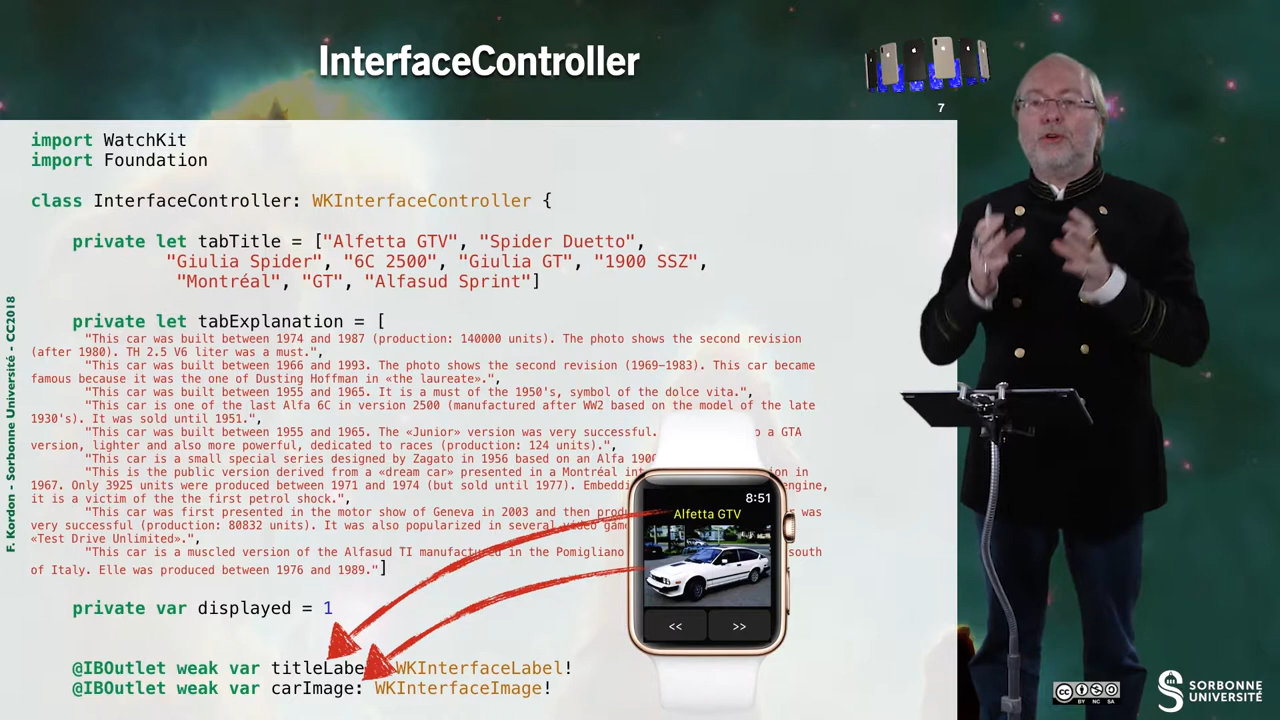 InterfaceController
7
import WatchKit
import Foundation
class InterfaceController: WKInterfaceController {
private let tabTitle = ["Alfetta GTV", "Spider Duetto",
"Giulia Spider", "6C 2500", "Giulia GT", "1900 SSZ",
"Montréal", "GT", "Alfasud Sprint"]
private let tabExplanation = [
"This car was built between 1974 and 1987 (production: 140000 units). The photo shows the second revision
(after 1980). TH 2.5 V6 liter was a must.",
"This car was built between 1966 and 1993. The photo shows the second revision (1969–1983). This car became
famous because it was the one of Dusting Hoffman in «the laureate».",
"This car was built between 1955 and 1965. It is a must of the 1950's, symbol of the dolce vita.",
"This car is one of the last Alfa 6C in version 2500 (manufactured after WW2 based on the model of the late
1930's). It was sold until 1951.",
"This car was built between 1955 and 1965. The «Junior» version was very successful. o a GTA
version, lighter and also more powerful, dedicated to races (production: 124 units).",
"This car is a small special series designed by Zagato in 1956 based on an Alfa 1900
"This is the public version derived from a «dream car» presented in a Montréal in
1967. Only 3925 units were produced between 1971 and 1974 (but sold until 1977). engine,
it is a victim of the the first petrol shock.",
"This car was first presented in the motor show of Geneva in 2003 and then was
very successful (production: 80832 units). It was also popularized in several video
«Test Drive Unlimited».",
"This car is a muscled version of the Alfasud TI manufactured in the Pomigliano south
of Italy. Elle was produced between 1976 and 1989."]
private var displayed = 1
@IBOutlet weak var titleLabe WKInterfaceLabel!
@IBOutlet weak var carImage: WKInterfaceImage!
8:51
Alfetta GTV
<< >>
F. Kordon - Sorbonne Université - CC2018
CC BY NC SA
SORBONNE
UNIVERSITÉ